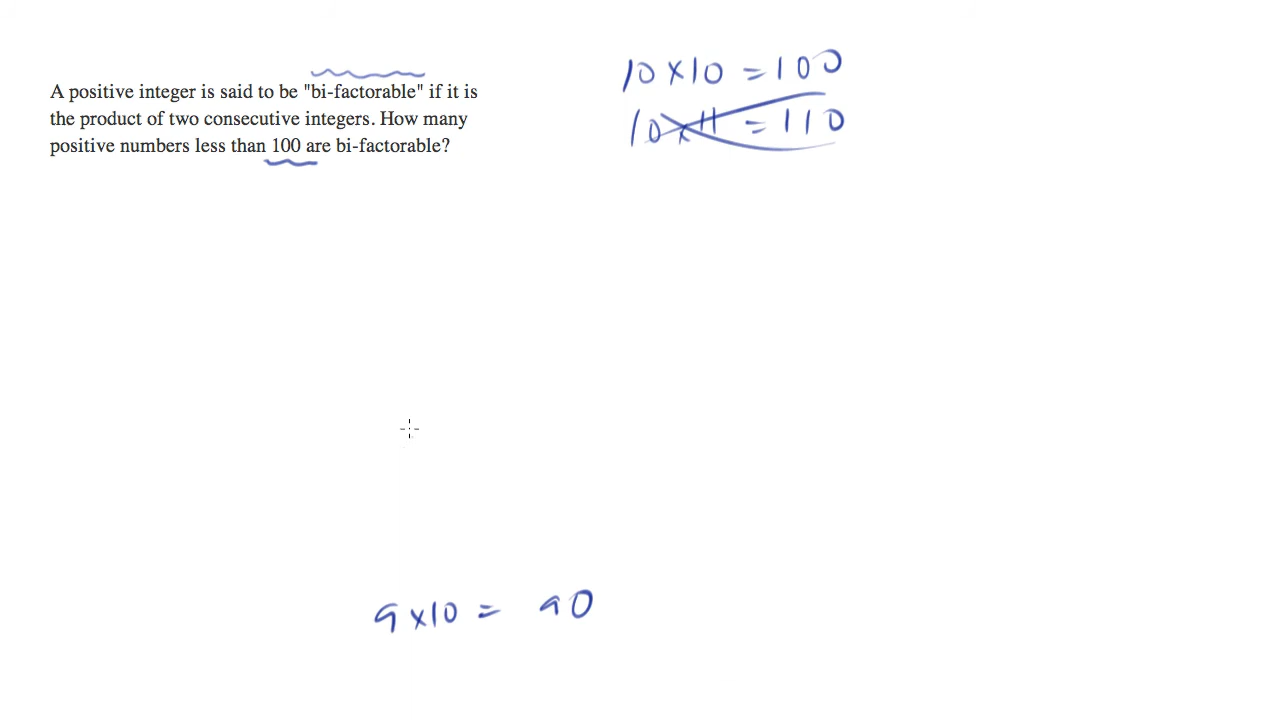 A positive integer is said to be "bi-factorable" if it is
the product of two consecutive integers. How many
positive numbers less than 100 are bi-factorable?
10 × 10 = 100
10 × 11 = 110
9 × 10 = 90